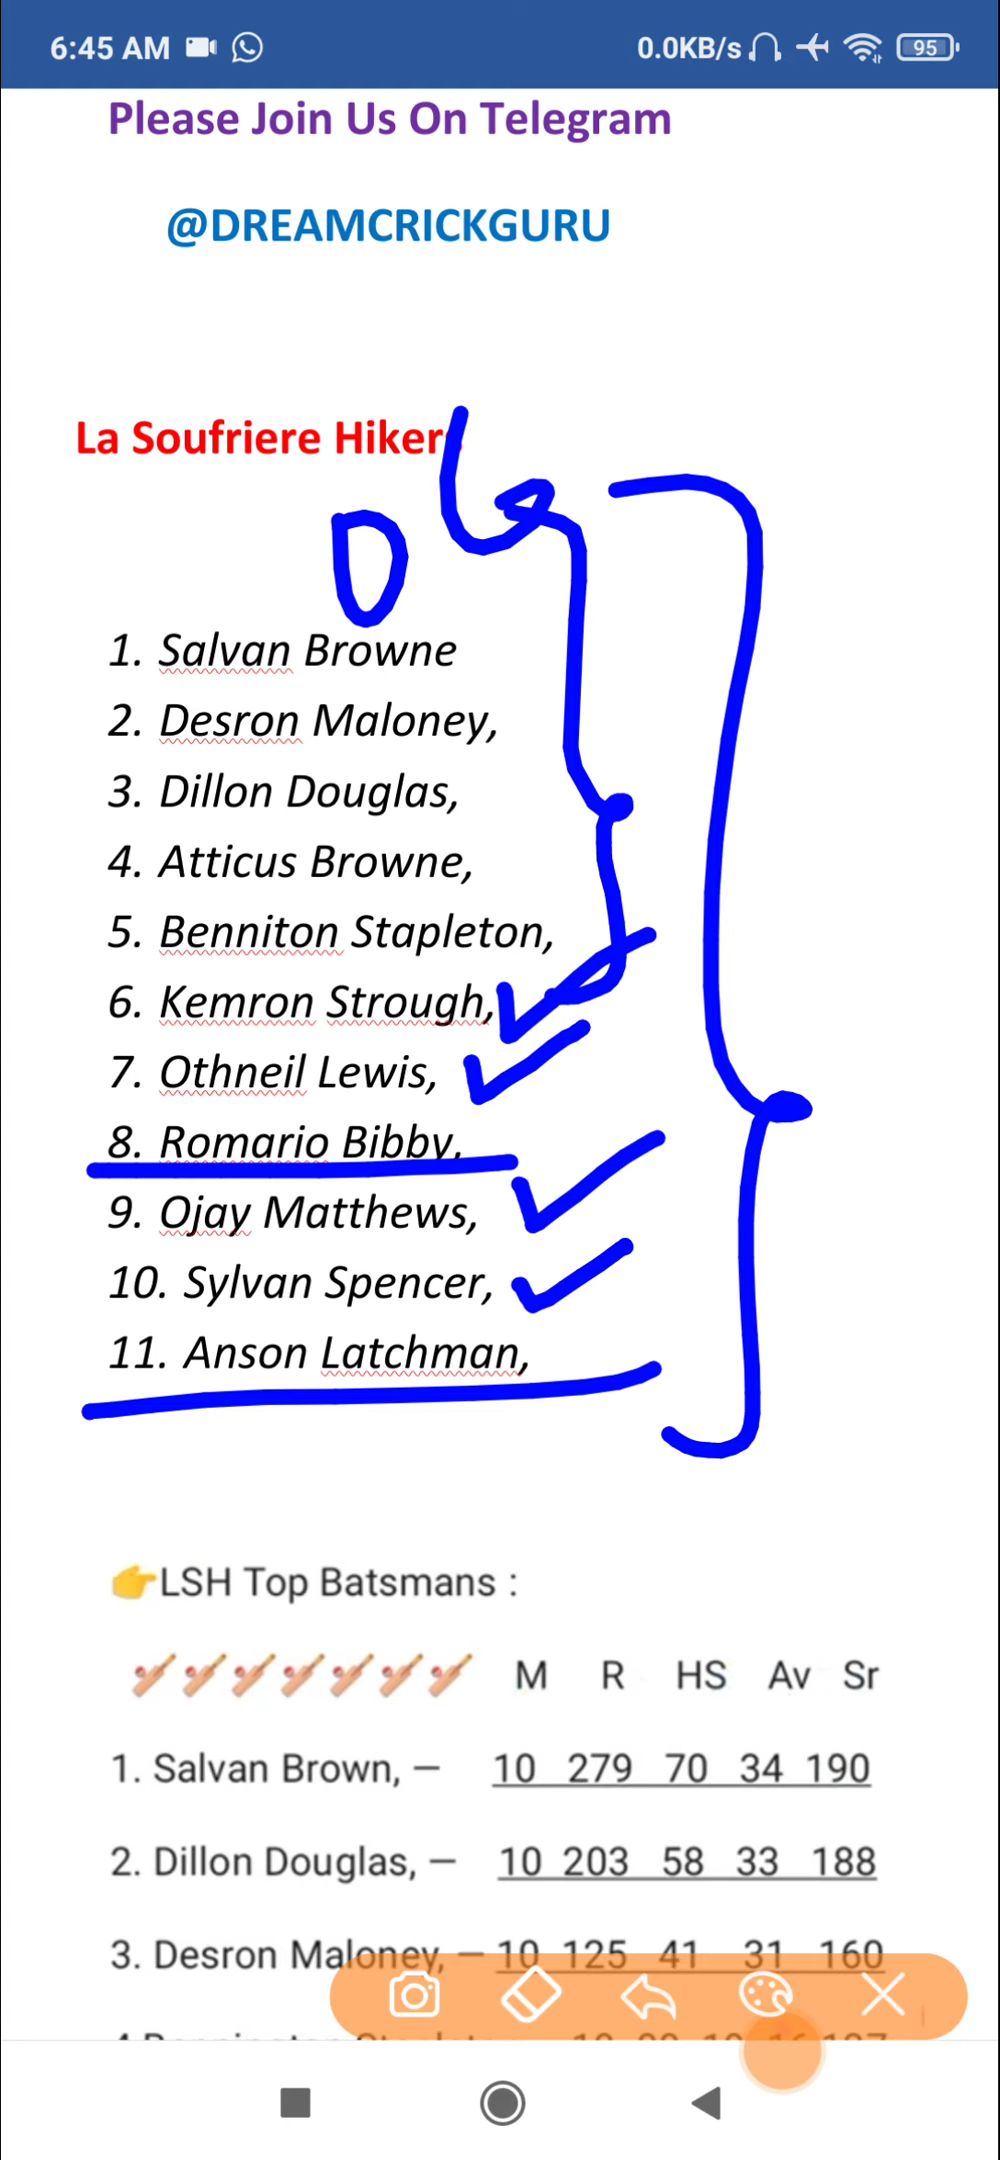 6:45 AM 0.0KB/s 95
Please Join Us On Telegram
@DREAMCRICKGURU
La Soufriere Hiker
1. Salvan Browne
2. Desron Maloney,
3. Dillon Douglas,
4. Atticus Browne,
5. Benniton Stapleton,
6. Kemron Strough,
7. Othneil Lewis,
8. Romario Bibby,
9. Ojay Matthews,
10. Sylvan Spencer,
11. Anson Latchman,
👉LSH Top Batsmans :
M R HS Av Sr
1. Salvan Brown, — 10 279 70 34 190
2. Dillon Douglas, — 10 203 58 33 188
3. Desron Maloney, — 10 125 41 31 160